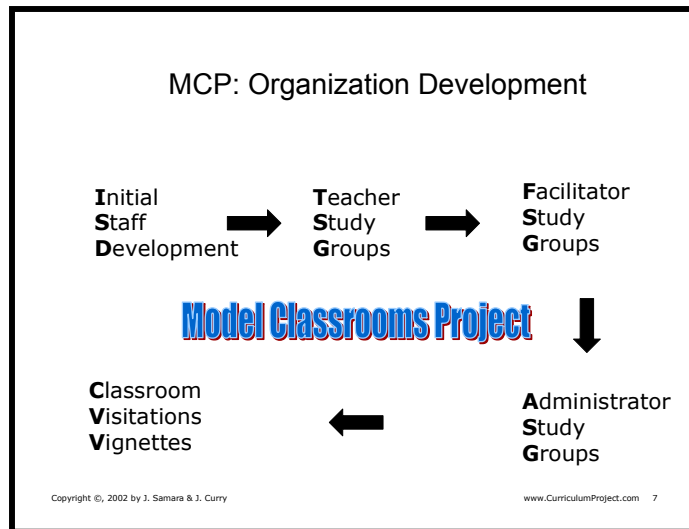 MCP: Organization Development
Initial
Staff
Development
Teacher
Study
Groups
Facilitator
Study
Groups
Model Classrooms Project
Classroom
Visitations
Vignettes
Administrator
Study
Groups
Copyright ©, 2002 by J. Samara & J. Curry
www.CurriculumProject.com 7